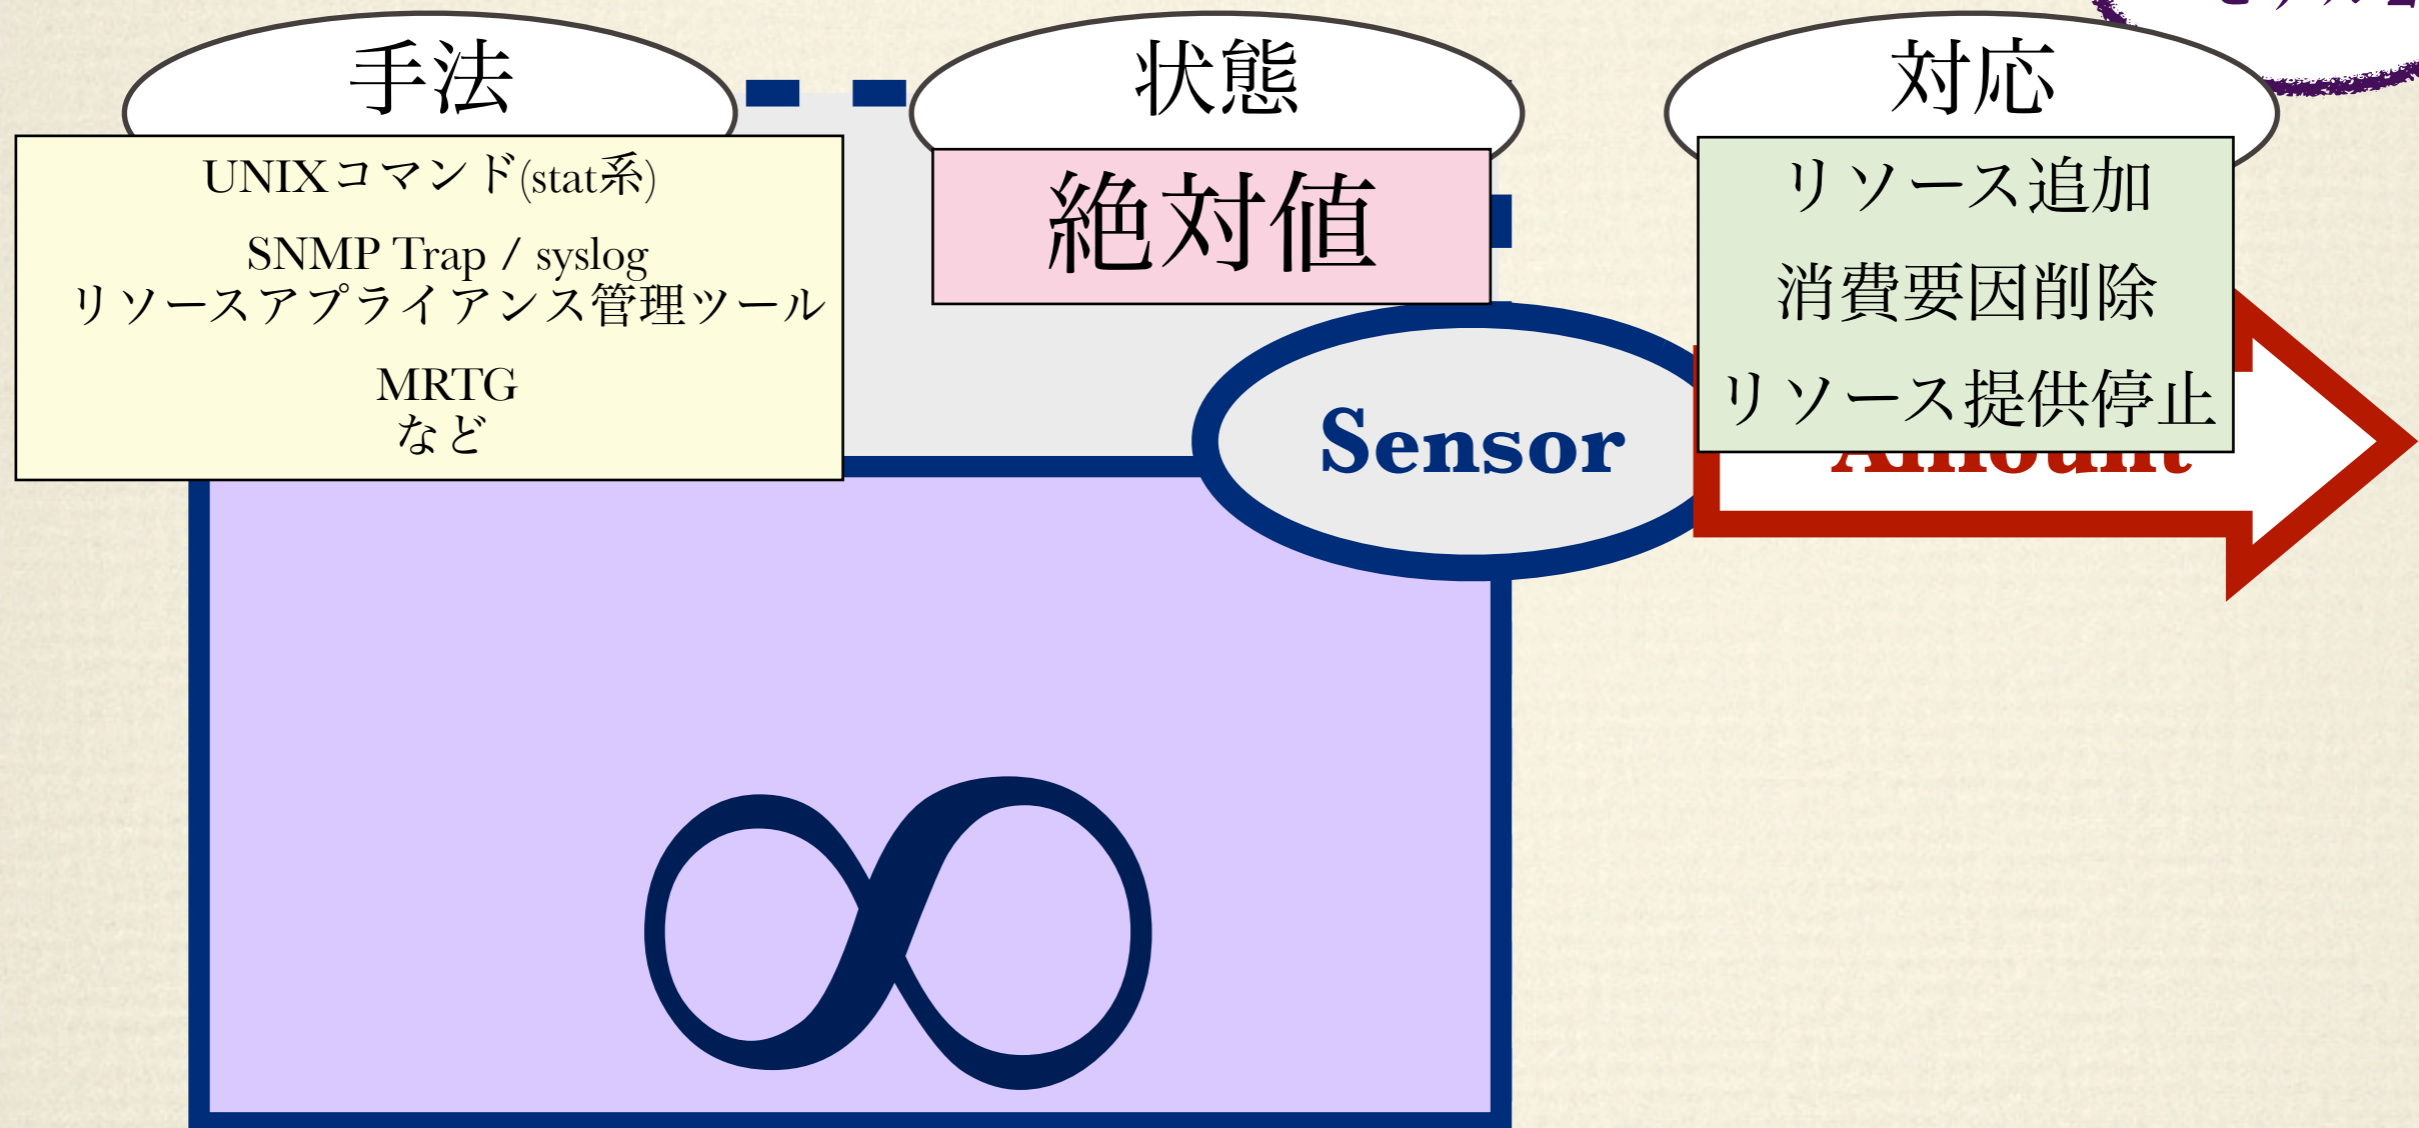 手法
UNIXコマンド(stat系)
SNMP Trap / syslog
リソースアプライアンス管理ツール
MRTG
など
状態
絶対値
対応
リソース追加
消費要因削除
リソース提供停止
Sensor
Amount
∞